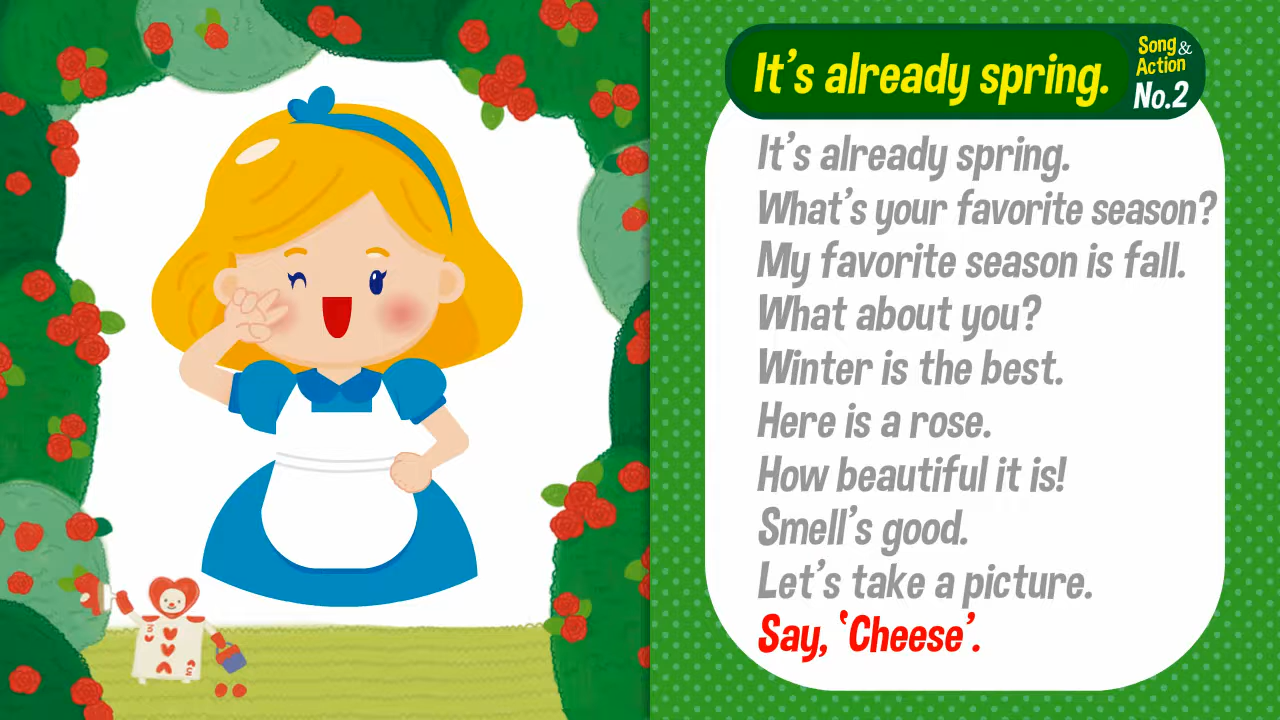 It's already spring.
Song &
Action
No.2
It's already spring.
What's your favorite season?
My favorite season is fall.
What about you?
Winter is the best.
Here is a rose.
How beautiful it is!
Smell's good.
Let's take a picture.
Say, ‘Cheese’.